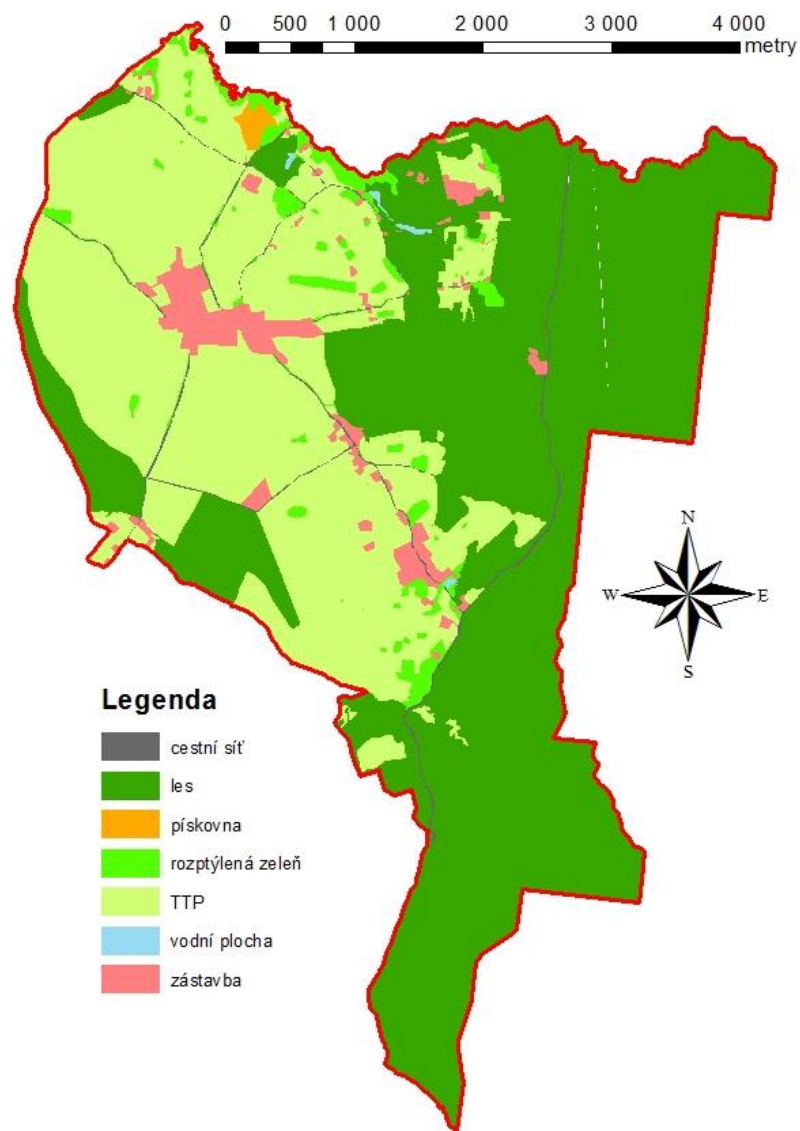 0 500 1 000 2 000 3 000 4 000
metry
N
W E
S
Legenda
cestní síť
les
pískovna
rozptýlená zeleň
TTP
vodní plocha
zástavba